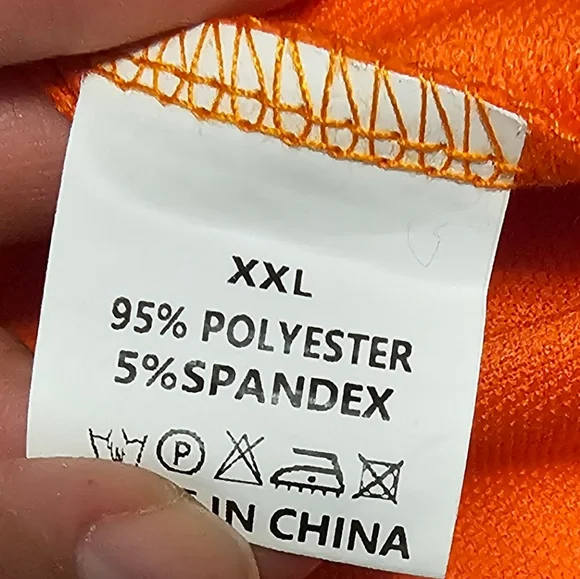 XXL
95% POLYESTER
5%SPANDEX
P
IN CHINA